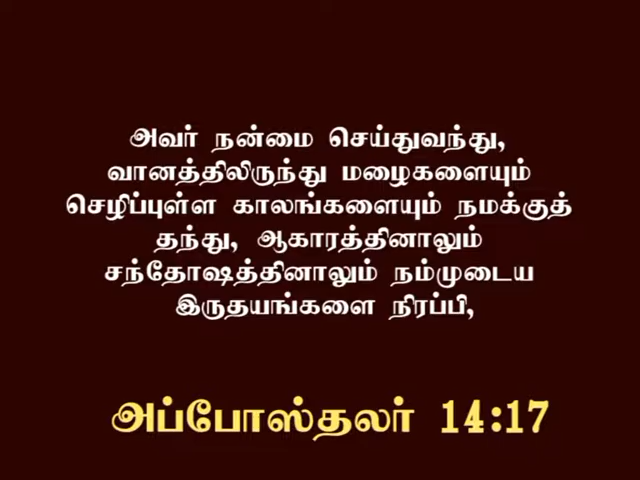 அவர் நன்மை செய்துவந்து,
வானத்திலிருந்து மழைகளையும்
செழிப்புள்ள காலங்களையும் நமக்குத்
தந்து, ஆகாரத்தினாலும்
சந்தோஷத்தினாலும் நம்முடைய
இருதயங்களை நிரப்பி,
அப்போஸ்தலர் 14:17